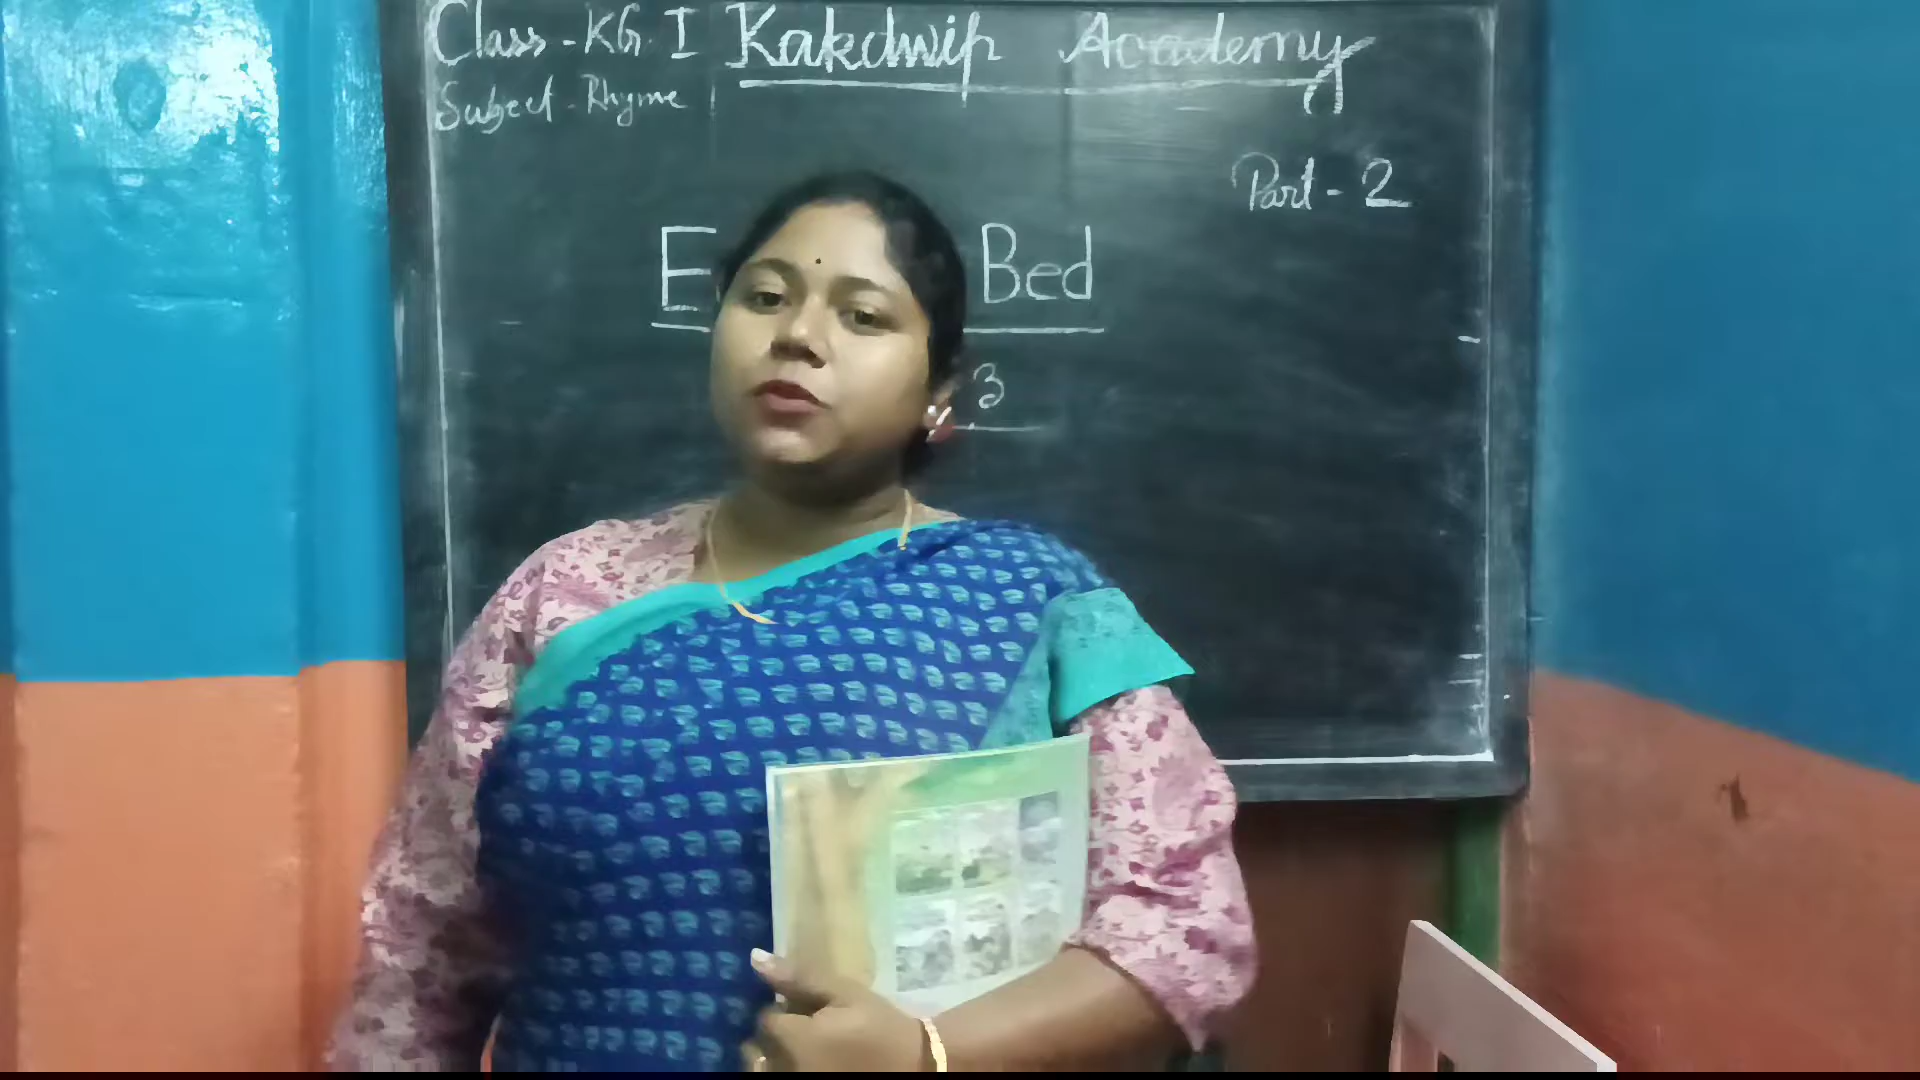 Class - KG. I Kakdwip Academy
Subject - Rhyme
Part - 2
E Bed
3